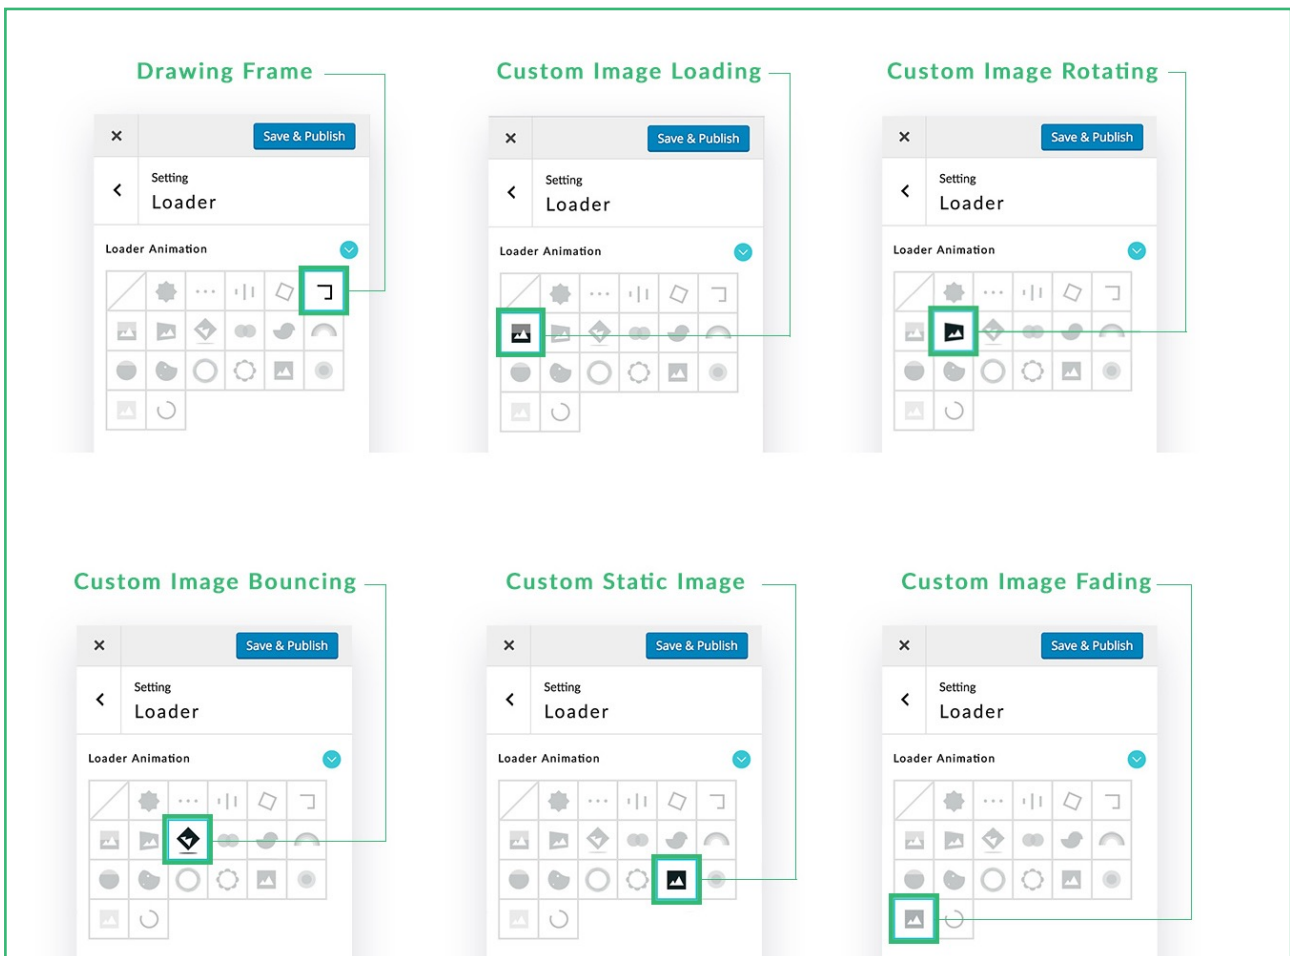 Drawing Frame
Custom Image Loading
Custom Image Rotating
Save & Publish
Setting
Loader
Loader Animation
Save & Publish
Setting
Loader
Loader Animation
Save & Publish
Setting
Loader
Loader Animation
Custom Image Bouncing
Custom Static Image
Custom Image Fading
Save & Publish
Setting
Loader
Loader Animation
Save & Publish
Setting
Loader
Loader Animation
Save & Publish
Setting
Loader
Loader Animation